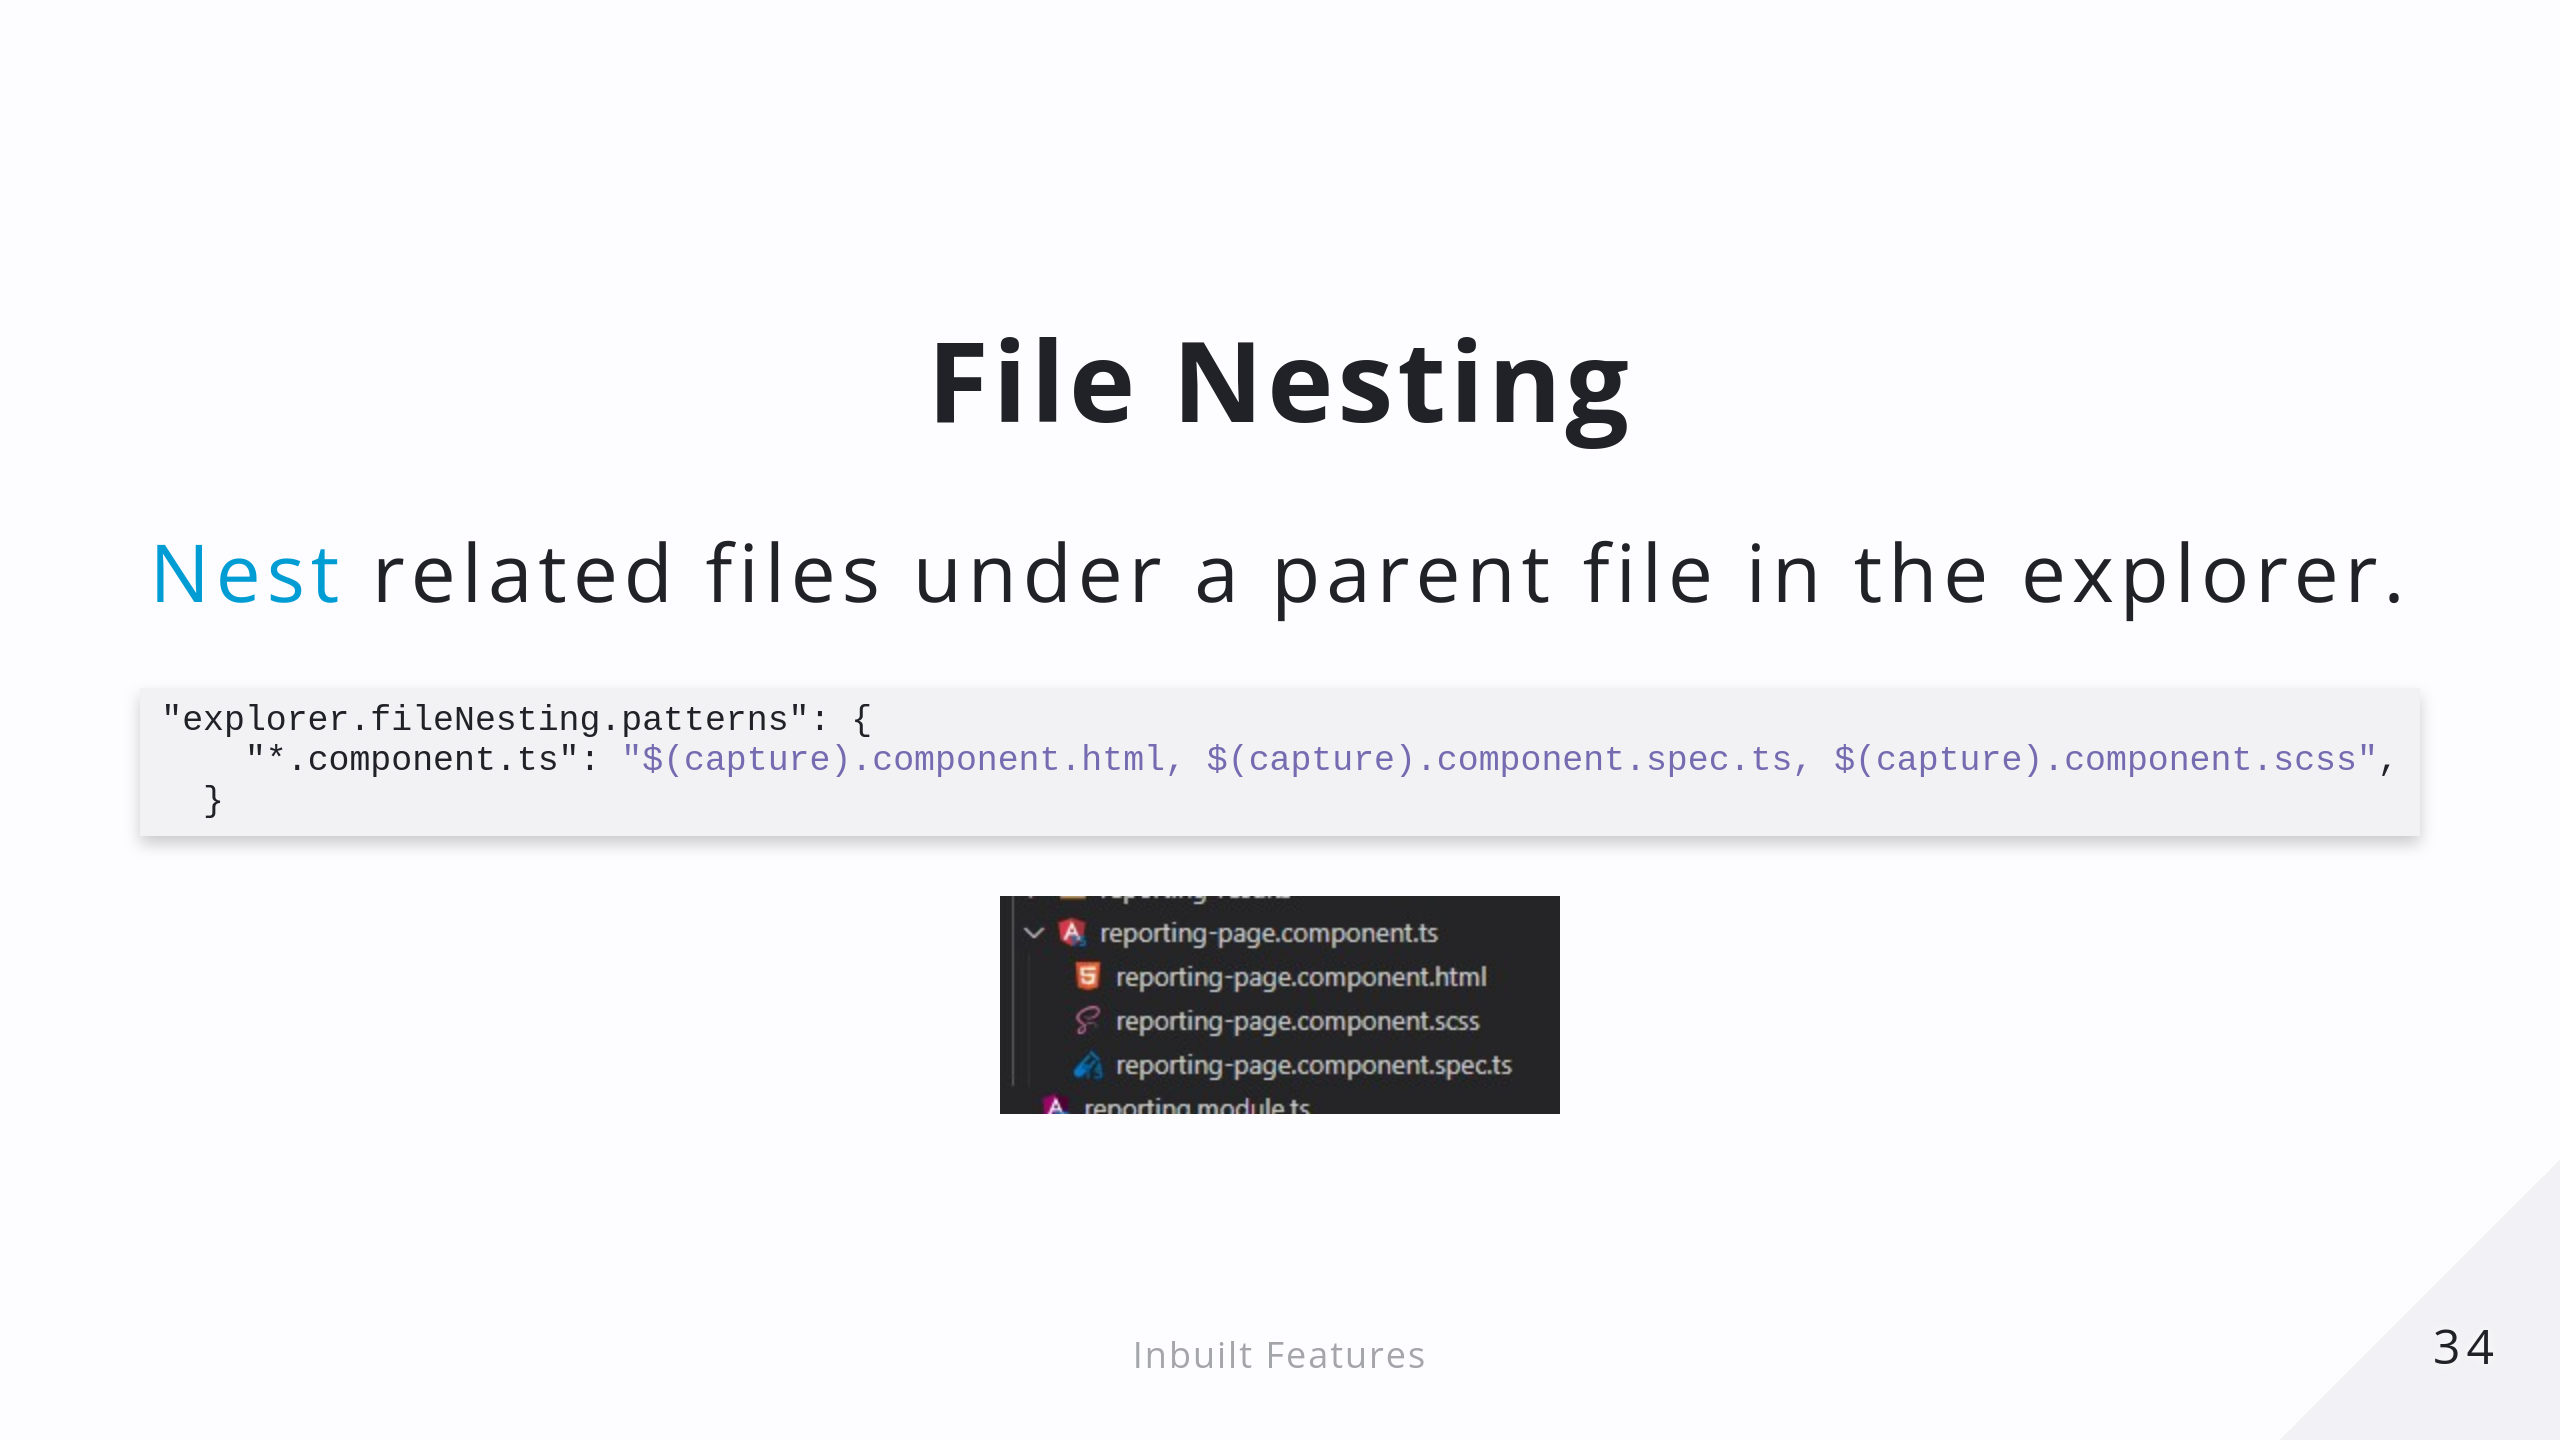 File Nesting
Nest related files under a parent file in the explorer.
"explorer.fileNesting.patterns": {
    "*.component.ts": "$(capture).component.html, $(capture).component.spec.ts, $(capture).component.scss",
  }
reporting-page.component.ts
reporting-page.component.html
reporting-page.component.scss
reporting-page.component.spec.ts
reporting.module.ts
Inbuilt Features
34